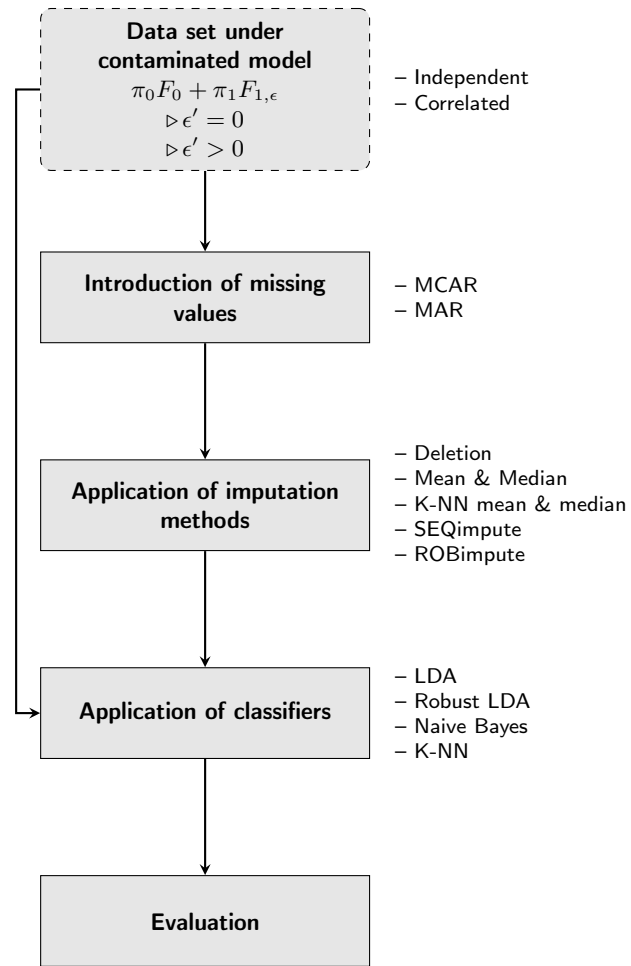 Data set under
contaminated model
π₀F₀ + π₁F₁,ϵ
▷ ϵ′ = 0
▷ ϵ′ > 0
– Independent
– Correlated
Introduction of missing
values
– MCAR
– MAR
Application of imputation
methods
– Deletion
– Mean & Median
– K-NN mean & median
– SEQimpute
– ROBimpute
Application of classifiers
– LDA
– Robust LDA
– Naive Bayes
– K-NN
Evaluation